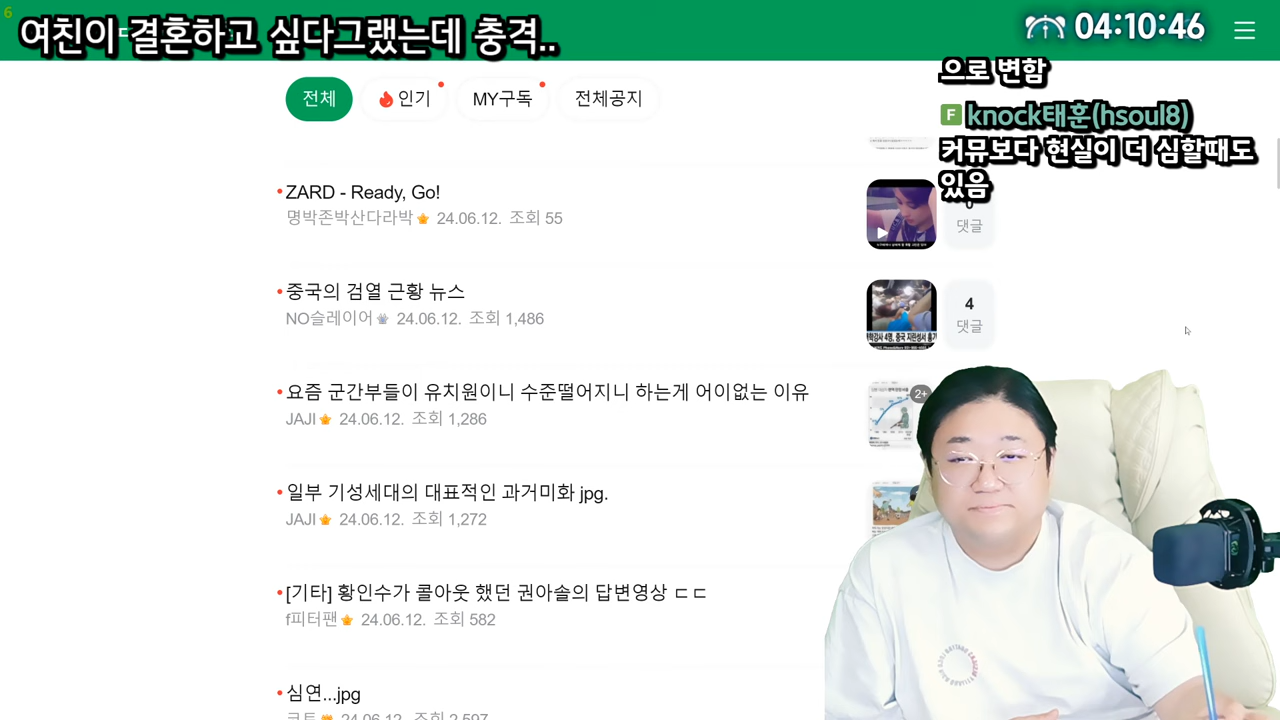 6
여친이 결혼하고 싶다그랬는데 충격..
04:10:46
전체
인기
MY구독
전체공지
으로 변함
F knock태훈(hsoul8)
커뮤보다 현실이 더 심할때도
있음
ZARD - Ready, Go!
명박존박산다라박 24.06.12. 조회 55
0
댓글
중국의 검열 근황 뉴스
NO슬레이어 24.06.12. 조회 1,486
4
댓글
요즘 군간부들이 유치원이니 수준떨어지니 하는게 어이없는 이유
JAJI 24.06.12. 조회 1,286
2+
일부 기성세대의 대표적인 과거미화 jpg.
JAJI 24.06.12. 조회 1,272
[기타] 황인수가 콜아웃 했던 권아솔의 답변영상 ㄷㄷ
f피터팬 24.06.12. 조회 582
심연...jpg
24.06.12. 조회 2,597